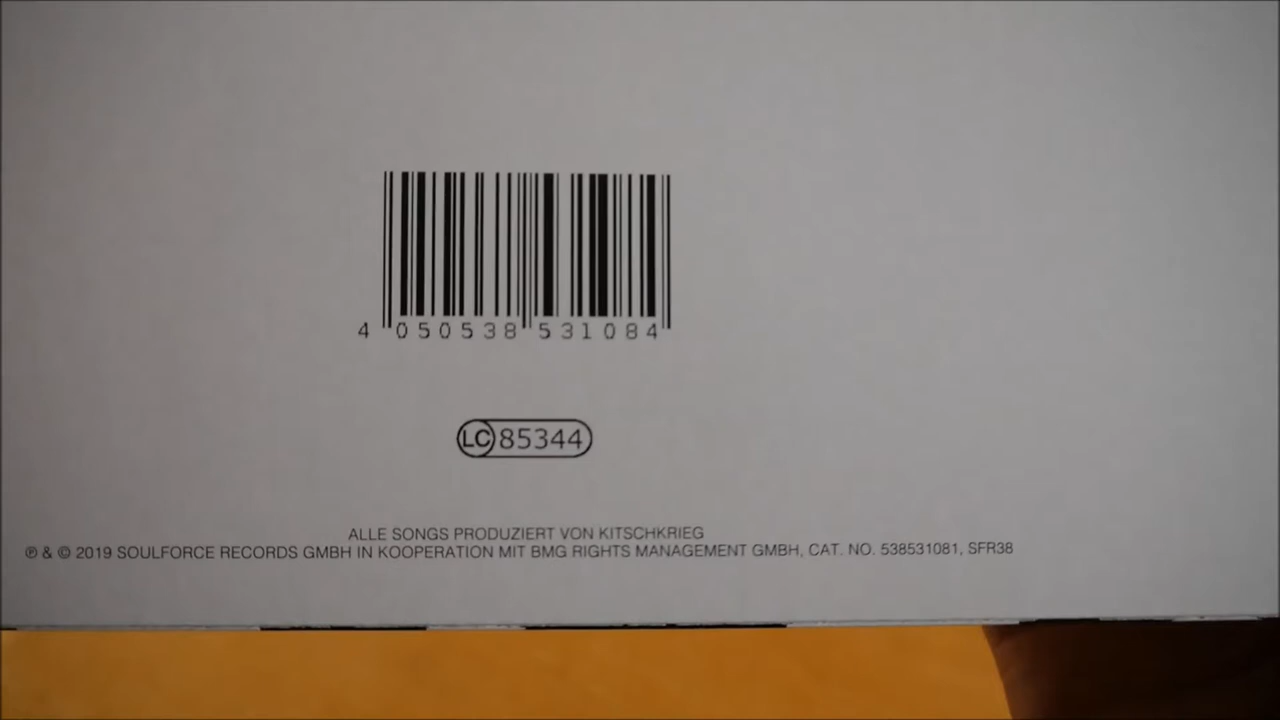 4 050538 531084
LC 85344
ALLE SONGS PRODUZIERT VON KITSCHKRIEG
℗ & © 2019 SOULFORCE RECORDS GMBH IN KOOPERATION MIT BMG RIGHTS MANAGEMENT GMBH, CAT. NO. 538531081, SFR38